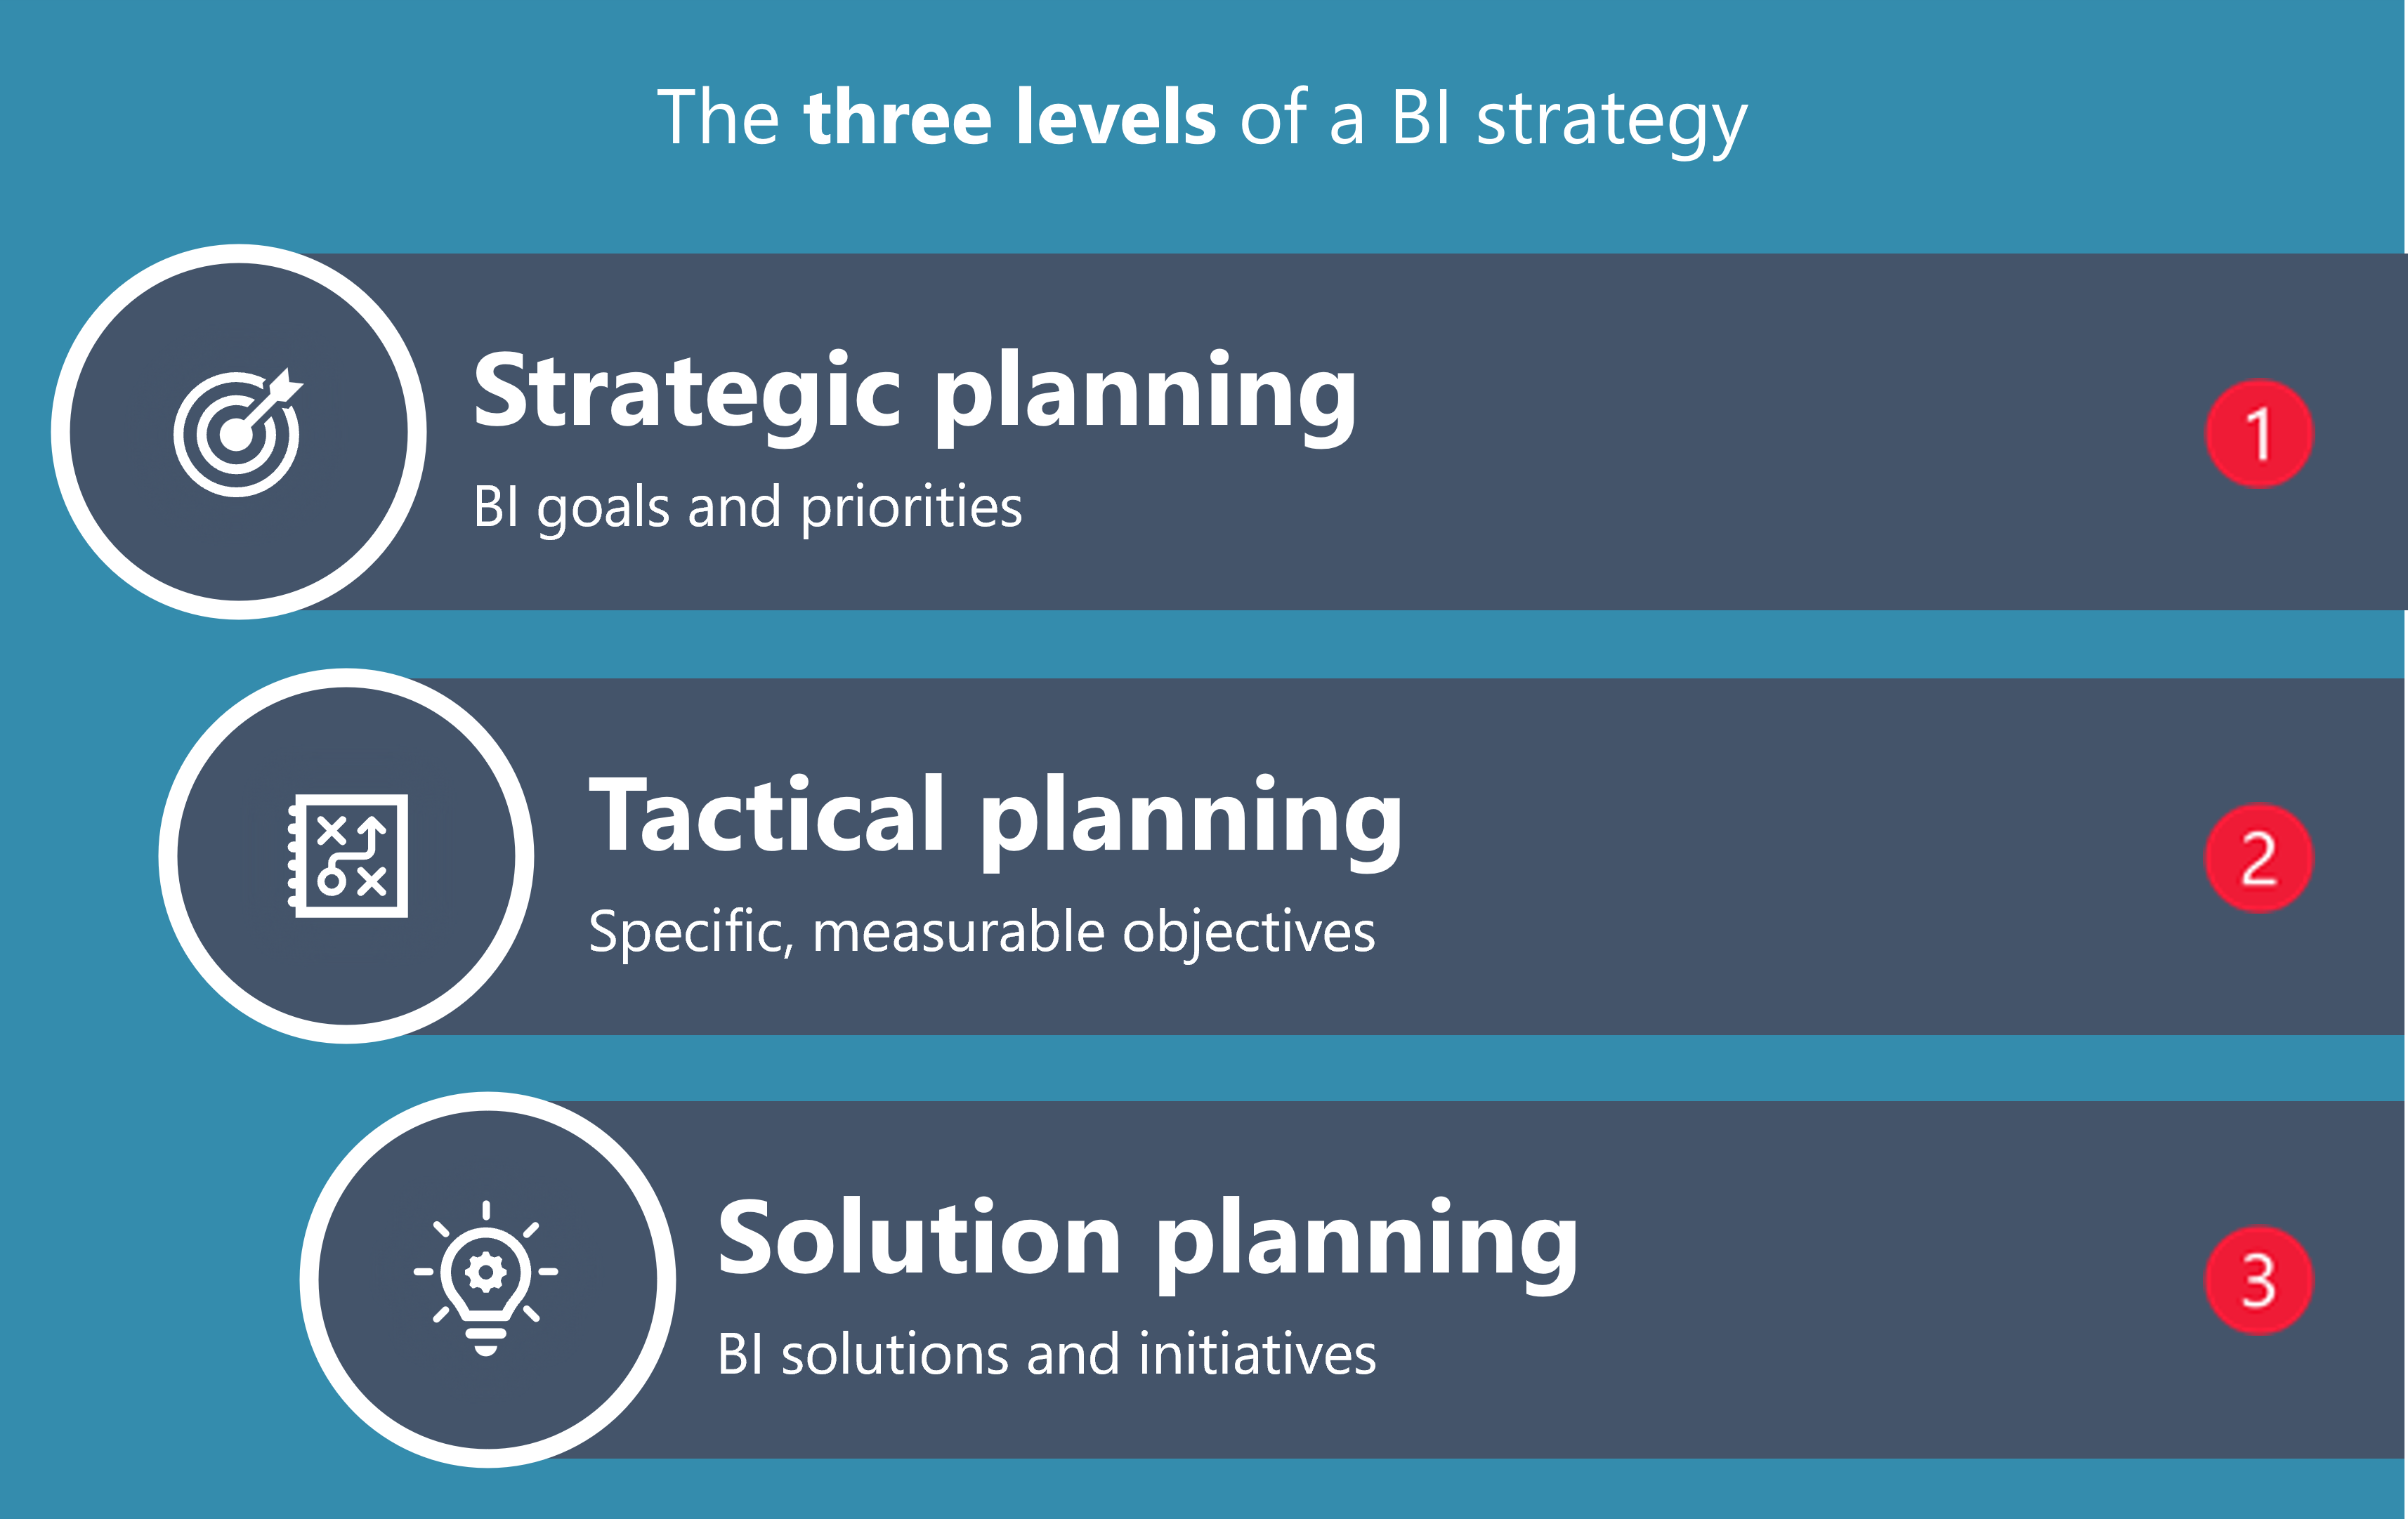 The three levels of a BI strategy
Strategic planning
BI goals and priorities
1
Tactical planning
Specific, measurable objectives
2
Solution planning
BI solutions and initiatives
3